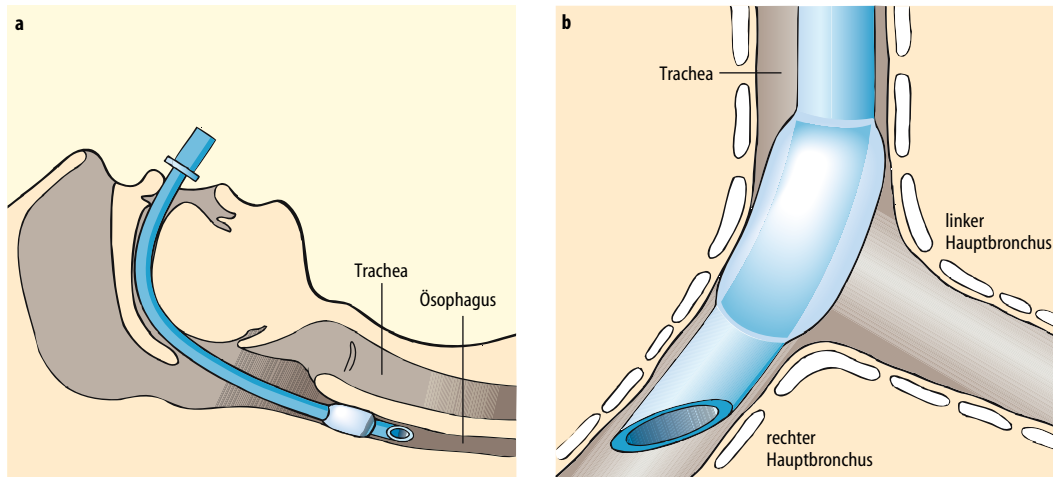 a
Trachea
Ösophagus
b
Trachea
linker
Hauptbronchus
rechter
Hauptbronchus